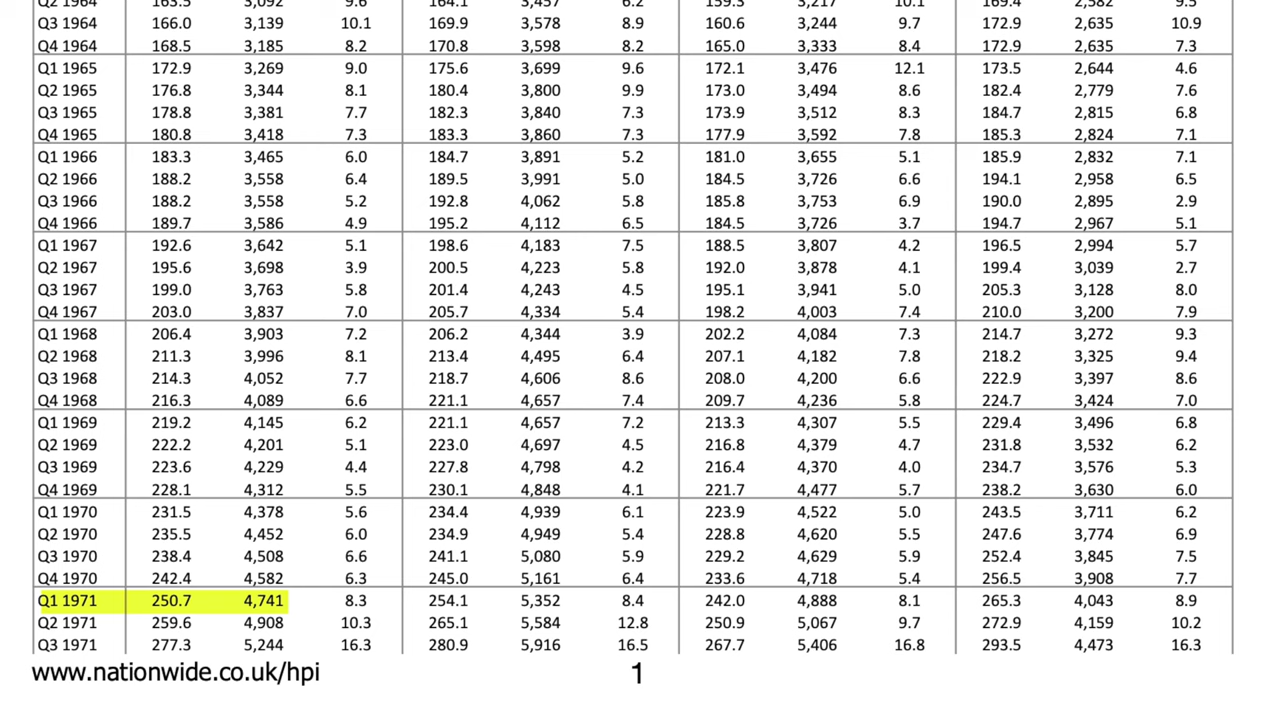 Q2 1964 163.5 3,092 9.6 164.1 3,457 6.2 159.3 3,217 10.1 169.4 2,582 9.5
Q3 1964 166.0 3,139 10.1 169.9 3,578 8.9 160.6 3,244 9.7 172.9 2,635 10.9
Q4 1964 168.5 3,185 8.2 170.8 3,598 8.2 165.0 3,333 8.4 172.9 2,635 7.3
Q1 1965 172.9 3,269 9.0 175.6 3,699 9.6 172.1 3,476 12.1 173.5 2,644 4.6
Q2 1965 176.8 3,344 8.1 180.4 3,800 9.9 173.0 3,494 8.6 182.4 2,779 7.6
Q3 1965 178.8 3,381 7.7 182.3 3,840 7.3 173.9 3,512 8.3 184.7 2,815 6.8
Q4 1965 180.8 3,418 7.3 183.3 3,860 7.3 177.9 3,592 7.8 185.3 2,824 7.1
Q1 1966 183.3 3,465 6.0 184.7 3,891 5.2 181.0 3,655 5.1 185.9 2,832 7.1
Q2 1966 188.2 3,558 6.4 189.5 3,991 5.0 184.5 3,726 6.6 194.1 2,958 6.5
Q3 1966 188.2 3,558 5.2 192.8 4,062 5.8 185.8 3,753 6.9 190.0 2,895 2.9
Q4 1966 189.7 3,586 4.9 195.2 4,112 6.5 184.5 3,726 3.7 194.7 2,967 5.1
Q1 1967 192.6 3,642 5.1 198.6 4,183 7.5 188.5 3,807 4.2 196.5 2,994 5.7
Q2 1967 195.6 3,698 3.9 200.5 4,223 5.8 192.0 3,878 4.1 199.4 3,039 2.7
Q3 1967 199.0 3,763 5.8 201.4 4,243 4.5 195.1 3,941 5.0 205.3 3,128 8.0
Q4 1967 203.0 3,837 7.0 205.7 4,334 5.4 198.2 4,003 7.4 210.0 3,200 7.9
Q1 1968 206.4 3,903 7.2 206.2 4,344 3.9 202.2 4,084 7.3 214.7 3,272 9.3
Q2 1968 211.3 3,996 8.1 213.4 4,495 6.4 207.1 4,182 7.8 218.2 3,325 9.4
Q3 1968 214.3 4,052 7.7 218.7 4,606 8.6 208.0 4,200 6.6 222.9 3,397 8.6
Q4 1968 216.3 4,089 6.6 221.1 4,657 7.4 209.7 4,236 5.8 224.7 3,424 7.0
Q1 1969 219.2 4,145 6.2 221.1 4,657 7.2 213.3 4,307 5.5 229.4 3,496 6.8
Q2 1969 222.2 4,201 5.1 223.0 4,697 4.5 216.8 4,379 4.7 231.8 3,532 6.2
Q3 1969 223.6 4,229 4.4 227.8 4,798 4.2 216.4 4,370 4.0 234.7 3,576 5.3
Q4 1969 228.1 4,312 5.5 230.1 4,848 4.1 221.7 4,477 5.7 238.2 3,630 6.0
Q1 1970 231.5 4,378 5.6 234.4 4,939 6.1 223.9 4,522 5.0 243.5 3,711 6.2
Q2 1970 235.5 4,452 6.0 234.9 4,949 5.4 228.8 4,620 5.5 247.6 3,774 6.9
Q3 1970 238.4 4,508 6.6 241.1 5,080 5.9 229.2 4,629 5.9 252.4 3,845 7.5
Q4 1970 242.4 4,582 6.3 245.0 5,161 6.4 233.6 4,718 5.4 256.5 3,908 7.7
Q1 1971 250.7 4,741 8.3 254.1 5,352 8.4 242.0 4,888 8.1 265.3 4,043 8.9
Q2 1971 259.6 4,908 10.3 265.1 5,584 12.8 250.9 5,067 9.7 272.9 4,159 10.2
Q3 1971 277.3 5,244 16.3 280.9 5,916 16.5 267.7 5,406 16.8 293.5 4,473 16.3
www.nationwide.co.uk/hpi 1